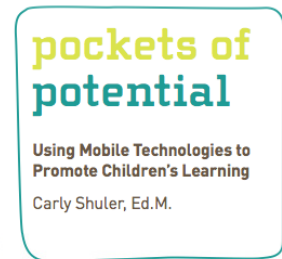 pockets of
potential
Using Mobile Technologies to
Promote Children's Learning
Carly Shuler, Ed.M.